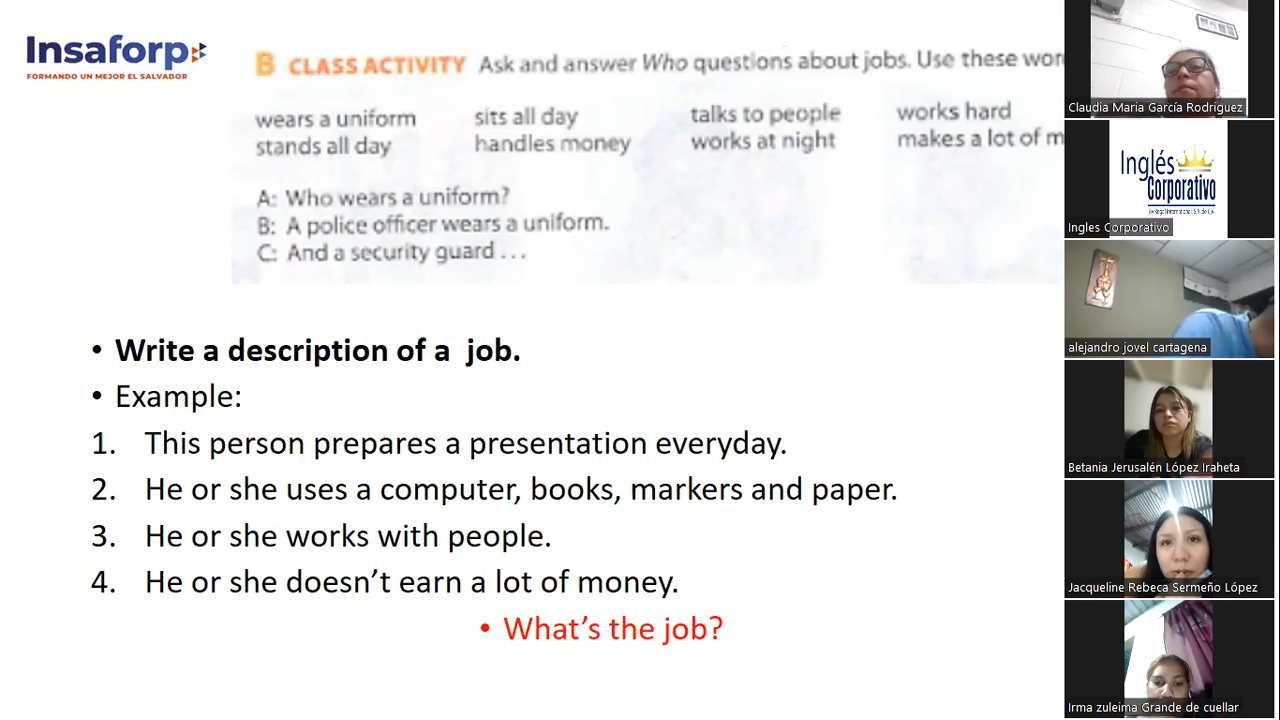 Insaforp
FORMANDO UN MEJOR EL SALVADOR
B CLASS ACTIVITY Ask and answer Who questions about jobs. Use these
wears a uniform sits all day talks to people works hard
stands all day handles money works at night makes a lot of
A: Who wears a uniform?
B: A police officer wears a uniform.
C: And a security guard . . .
• Write a description of a job.
• Example:
1. This person prepares a presentation everyday.
2. He or she uses a computer, books, markers and paper.
3. He or she works with people.
4. He or she doesn’t earn a lot of money.
• What’s the job?
Claudia Maria García Rodriguez
Inglés
Corporativo
Ingles Corporativo
alejandro jovel cartagena
Betania Jerusalén López Iraheta
Jacqueline Rebeca Sermeño López
Irma zuleima Grande de cuellar